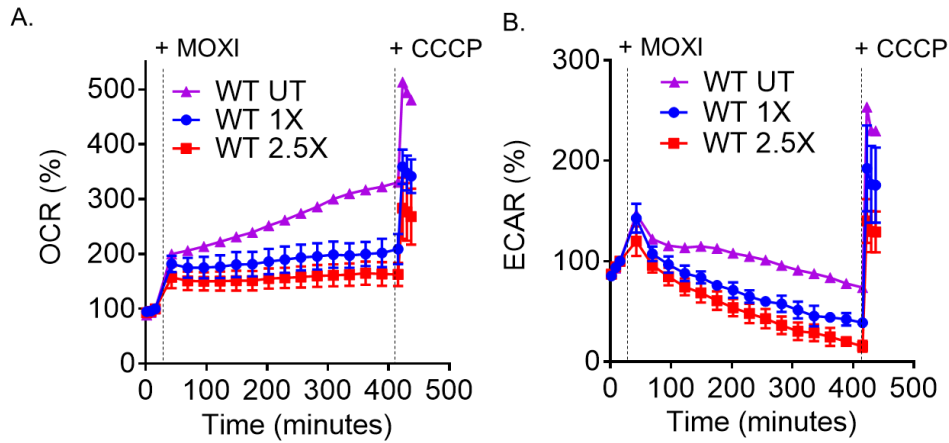 A.
+ MOXI
+ CCCP
WT UT
WT 1X
WT 2.5X
OCR (%)
500
400
300
200
100
0
0 100 200 300 400 500
Time (minutes)
B.
+ MOXI
+ CCCP
WT UT
WT 1X
WT 2.5X
ECAR (%)
300
200
100
0
0 100 200 300 400 500
Time (minutes)